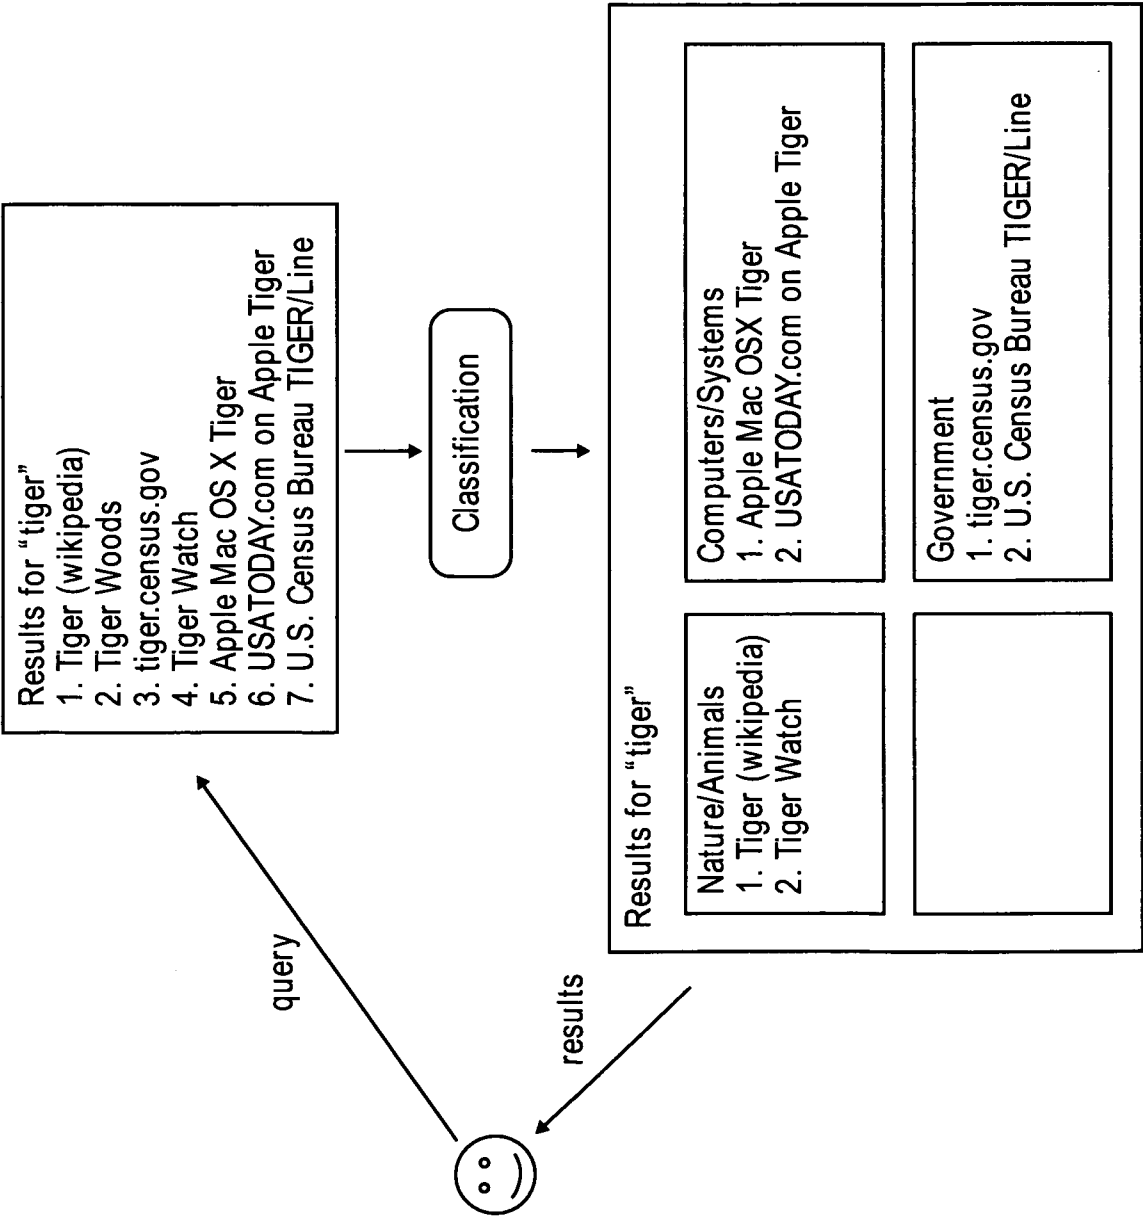 Results for "tiger"
1. Tiger (wikipedia)
2. Tiger Woods
3. tiger.census.gov
4. Tiger Watch
5. Apple Mac OS X Tiger
6. USATODAY.com on Apple Tiger
7. U.S. Census Bureau TIGER/Line
query
Classification
results
Results for "tiger"
Nature/Animals
1. Tiger (wikipedia)
2. Tiger Watch
Computers/Systems
1. Apple Mac OSX Tiger
2. USATODAY.com on Apple Tiger
Government
1. tiger.census.gov
2. U.S. Census Bureau TIGER/Line